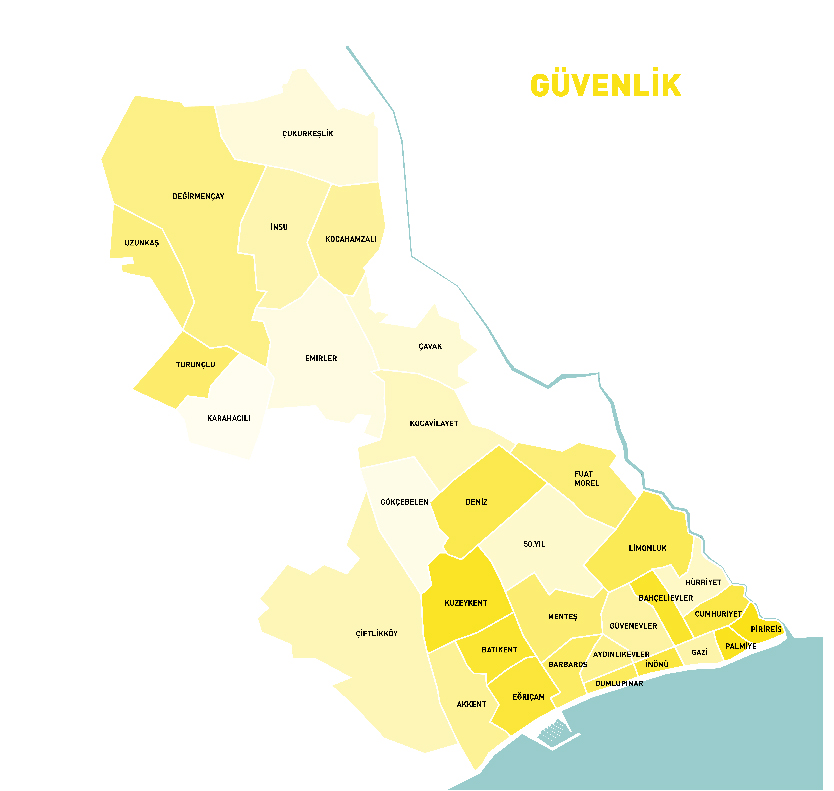 GÜVENLİK
ÇUKURKEŞLİK
DEĞİRMENÇAY
İNSU
KOCAHAMZALI
UZUNKAŞ
ÇAVAK
EMİRLER
TURUNÇLU
KARAHACILI
KOCAVİLAYET
FUAT
MOREL
GÖKÇEBELEN
DENİZ
50.YIL
LİMONLUK
HÜRRİYET
BAHÇELİEVLER
KUZEYKENT
CUMHURİYET
MENTEŞ
GÜVENEVLER
PİRİREİS
ÇİFTLİKKÖY
BATIKENT
PALMİYE
GAZİ
AYDINLIKEVLER
BARBAROS
İNÖNÜ
DUMLUPINAR
EĞRİÇAM
AKKENT